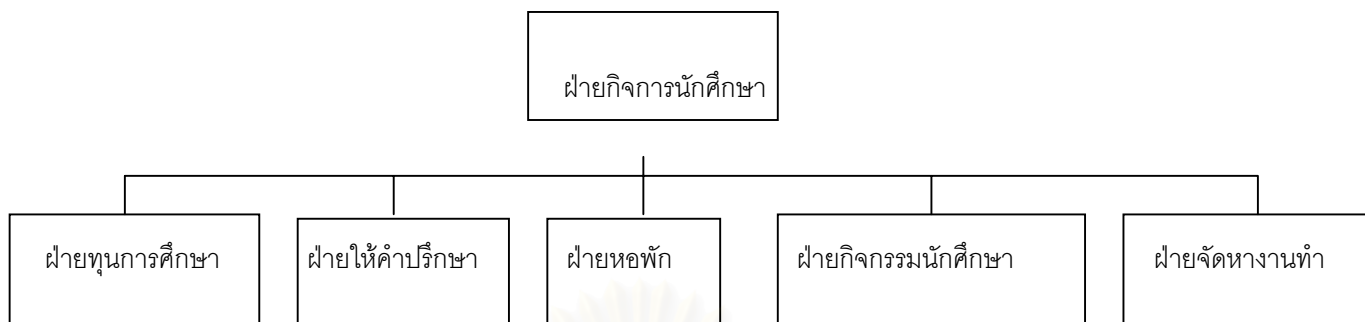 ฝ่ายกิจการนักศึกษา
ฝ่ายทุนการศึกษา
ฝ่ายให้คำปรึกษา
ฝ่ายหอพัก
ฝ่ายกิจกรรมนักศึกษา
ฝ่ายจัดหางานทำ